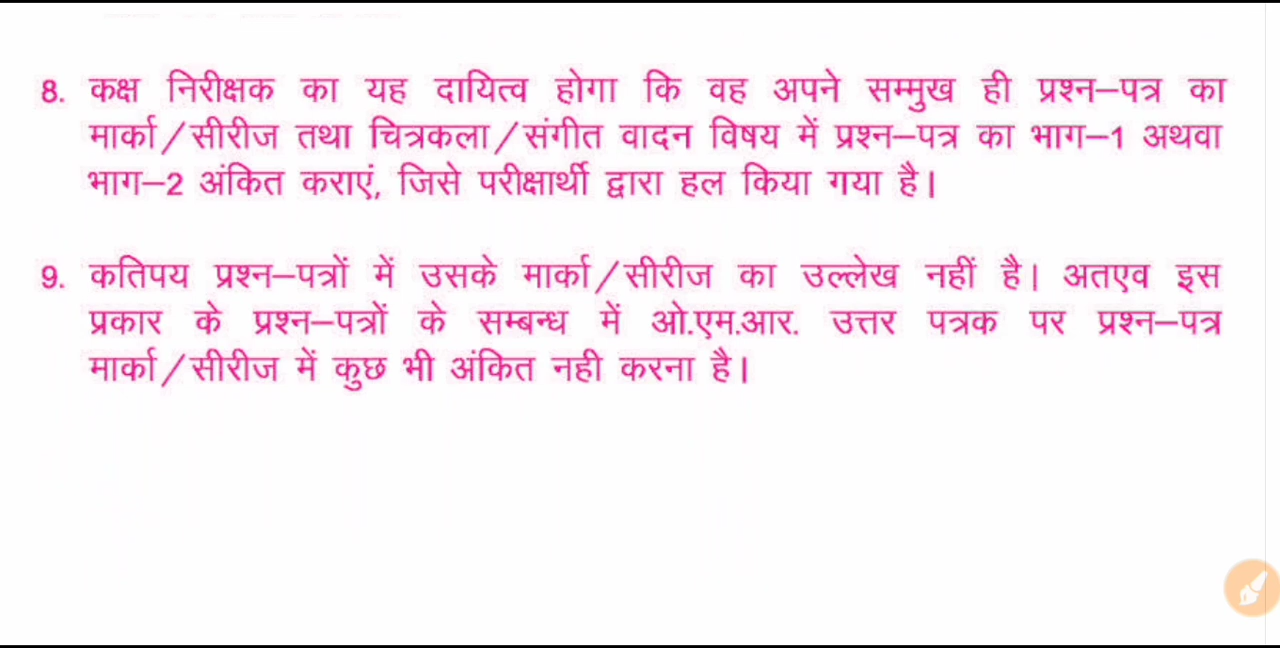 8. कक्ष निरीक्षक का यह दायित्व होगा कि वह अपने सम्मुख ही प्रश्न–पत्र का
मार्का/सीरीज तथा चित्रकला/संगीत वादन विषय में प्रश्न–पत्र का भाग–1 अथवा
भाग–2 अंकित कराएं, जिसे परीक्षार्थी द्वारा हल किया गया है।
9. कतिपय प्रश्न–पत्रों में उसके मार्का/सीरीज का उल्लेख नहीं है। अतएव इस
प्रकार के प्रश्न–पत्रों के सम्बन्ध में ओ.एम.आर. उत्तर पत्रक पर प्रश्न–पत्र
मार्का/सीरीज में कुछ भी अंकित नही करना है।